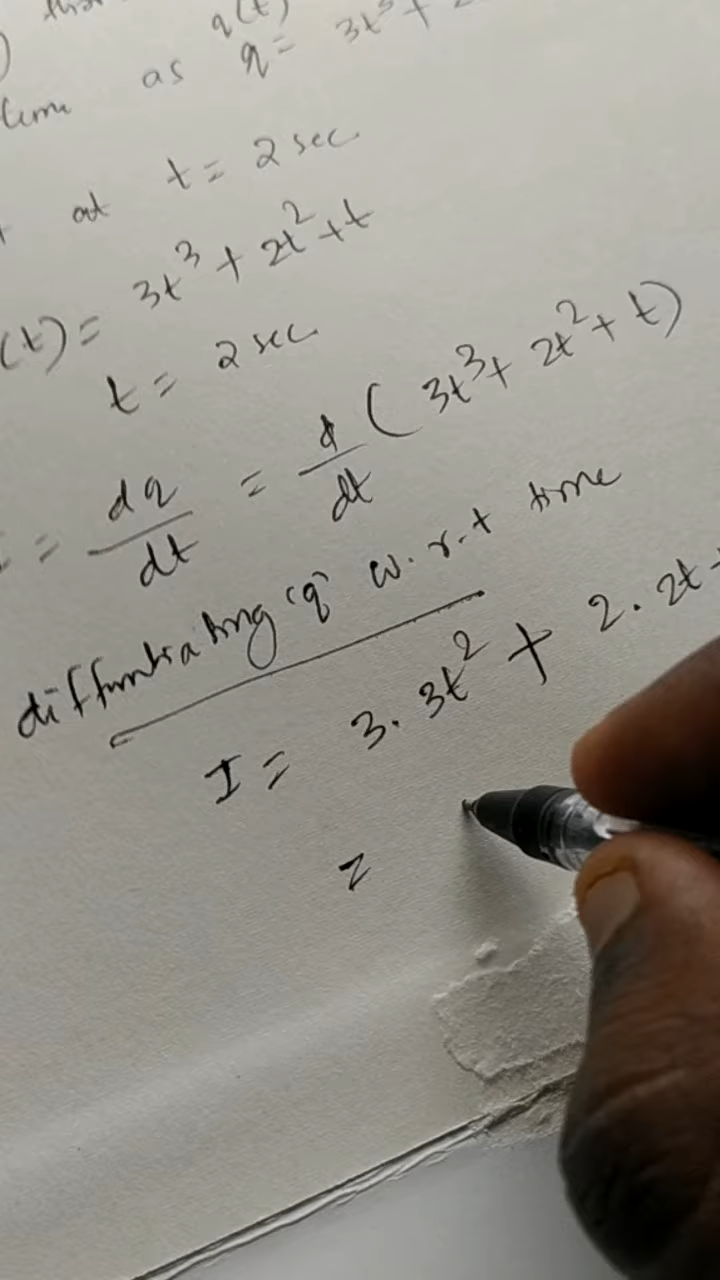 q(t)
time as q = 3t³ +
at t = 2 sec
(t) = 3t³ + 2t² + t
t = 2 sec
= dq/dt = d/dt ( 3t³ + 2t² + t )
differentiating 'q' w.r.t time
I = 3. 3t² + 2. 2t +
=